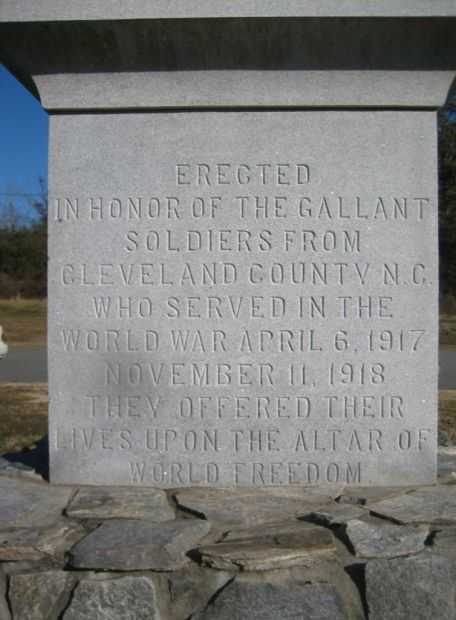 ERECTED
IN HONOR OF THE GALLANT
SOLDIERS FROM
CLEVELAND COUNTY N.C.
WHO SERVED IN THE
WORLD WAR APRIL 6, 1917
NOVEMBER 11, 1918
THEY OFFERED THEIR
LIVES UPON THE ALTAR OF
WORLD FREEDOM